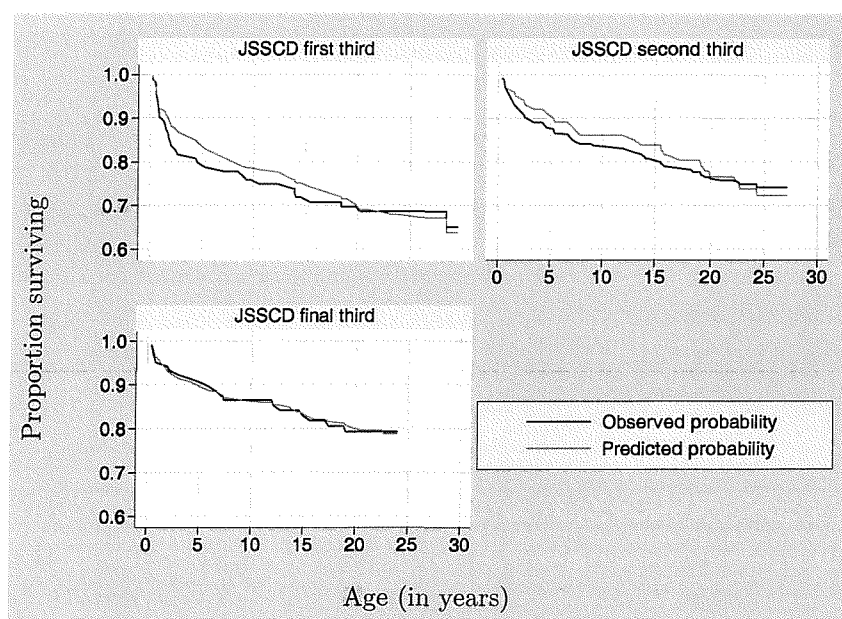 JSSCD first third
JSSCD second third
1.0
0.9
0.8
0.7
0.6
0 5 10 15 20 25 30
JSSCD final third
1.0
0.9
0.8
0.7
0.6
0 5 10 15 20 25 30
Observed probability
Predicted probability
Proportion surviving
Age (in years)